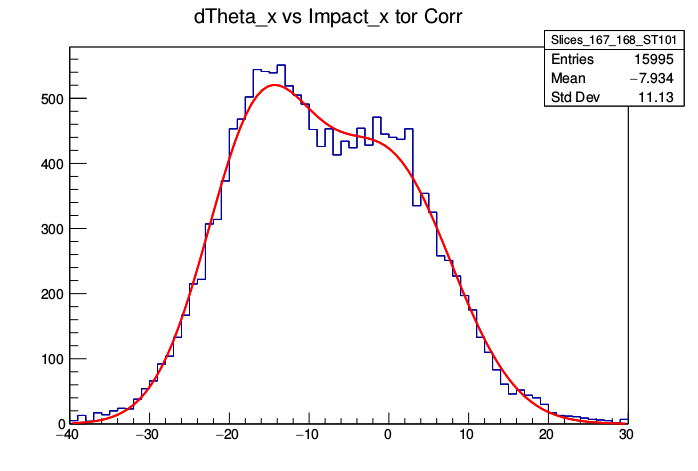 dTheta_x vs Impact_x tor Corr
Slices_167_168_ST101
Entries 15995
Mean −7.934
Std Dev 11.13
500
400
300
200
100
0
−40 −30 −20 −10 0 10 20 30